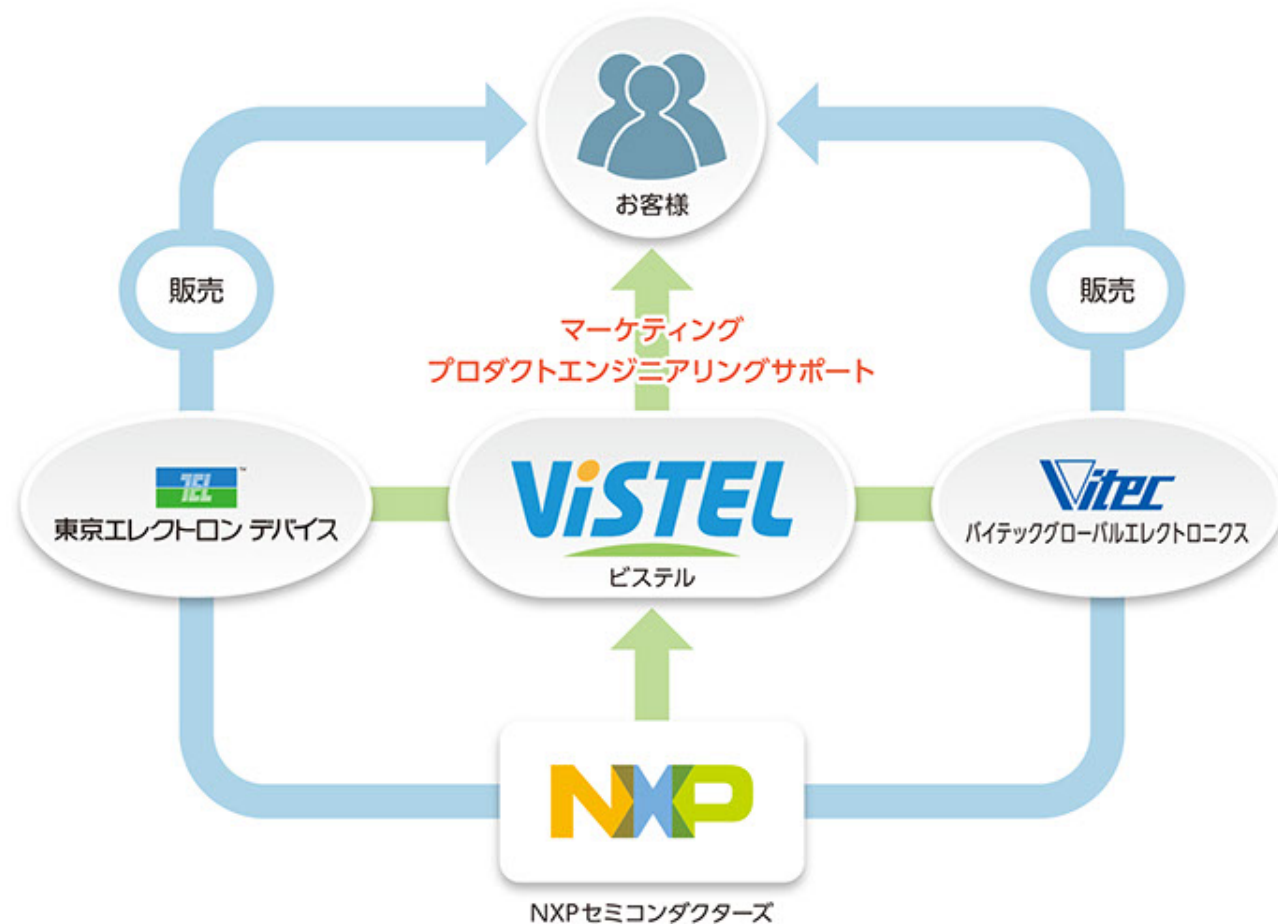 お客様
販売
販売
マーケティング
プロダクトエンジニアリングサポート
TEL™
東京エレクトロン デバイス
ViSTEL
ビステル
Vitec
バイテックグローバルエレクトロニクス
NXP
NXPセミコンダクターズ